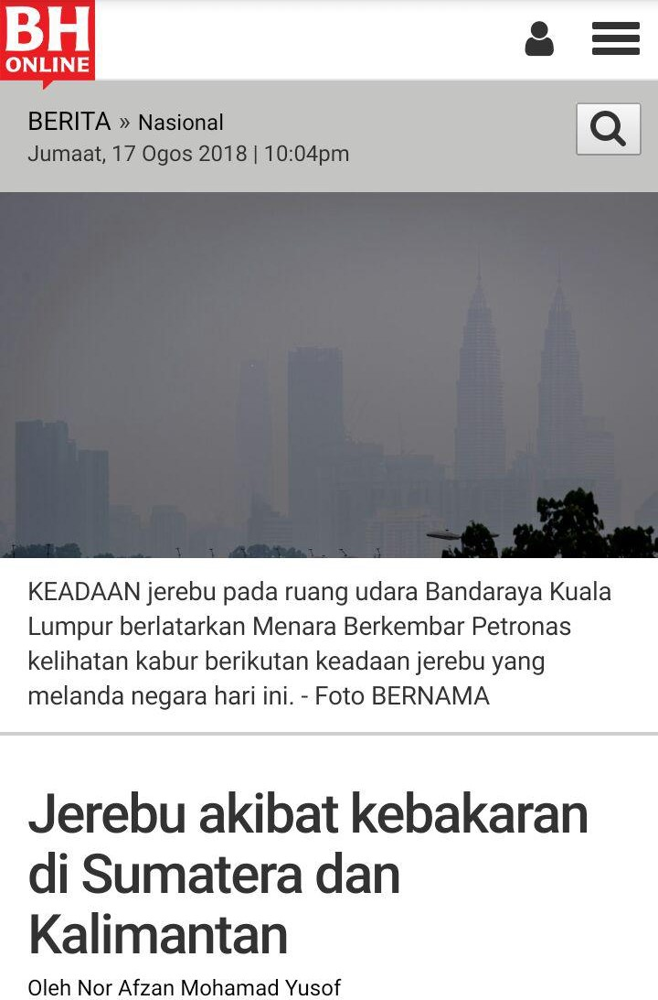 BH
ONLINE
BERITA » Nasional
Jumaat, 17 Ogos 2018 | 10:04pm
KEADAAN jerebu pada ruang udara Bandaraya Kuala
Lumpur berlatarkan Menara Berkembar Petronas
kelihatan kabur berikutan keadaan jerebu yang
melanda negara hari ini. - Foto BERNAMA
Jerebu akibat kebakaran
di Sumatera dan
Kalimantan
Oleh Nor Afzan Mohamad Yusof